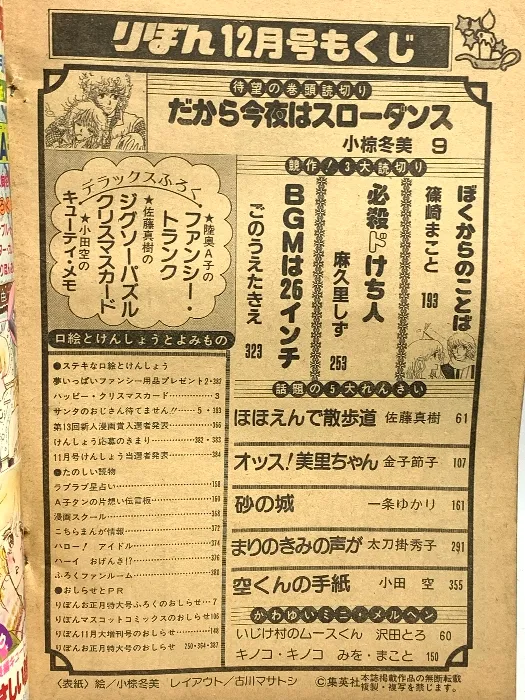 りぼん12月号もくじ
待望の巻頭読切り
だから今夜はスローダンス
小椋冬美 9
競作！3大読切り
ぼくからのことは
篠崎まこと 193
必殺ドけち人
麻久里しず 253
BGMは26インチ
このうえたきえ 323
デラックスふろく
★陸奥A子の
ファンシー・トランク
★佐藤真樹の
ジグソーパズル
クリスマスカード
★小田空の
キューティ・メモ
口絵とけんしょうとよみもの
●ステキな口絵とけんしょう
夢いっぱいファンシー用品プレゼント2・382
ハッピー・クリスマスカード……3
サンタのおじさん待てません!!……5・383
第13回新人漫画賞入選者発表……366
けんしょう応募のきまり……382・383
11月号けんしょう当選者発表……384
●たのしい読物
ラブラブ星占い……158
A子タンの片想い伝言板……160
漫画スクール……368
こちらまんが情報……372
ハロー！アイドル……374
ハーイ おげんき!?……376
ふろくファンルーム……380
●おしらせとPR
りぼんお正月特大号ふろくのおしらせ…7
りぼんマスコットコミックスのおしらせ106
りぼん11月大増刊号のおしらせ……148
りぼんお正月特大号のおしらせ 250・364・387
話題の5大れんさい
ほほえんで散歩道 佐藤真樹 61
オッス！美里ちゃん 金子節子 107
砂の城 一条ゆかり 161
まりのきみの声が 太刀掛秀子 291
空くんの手紙 小田 空 355
かわゆいミニ・メルヘン
いじけ村のムースくん 沢田とろ 60
キノコ・キノコ みを・まこと 150
〈表紙〉絵／小椋冬美 レイアウト／古川マサトシ
©集英社 本誌掲載作品の無断転載・複製・複写を禁じます。